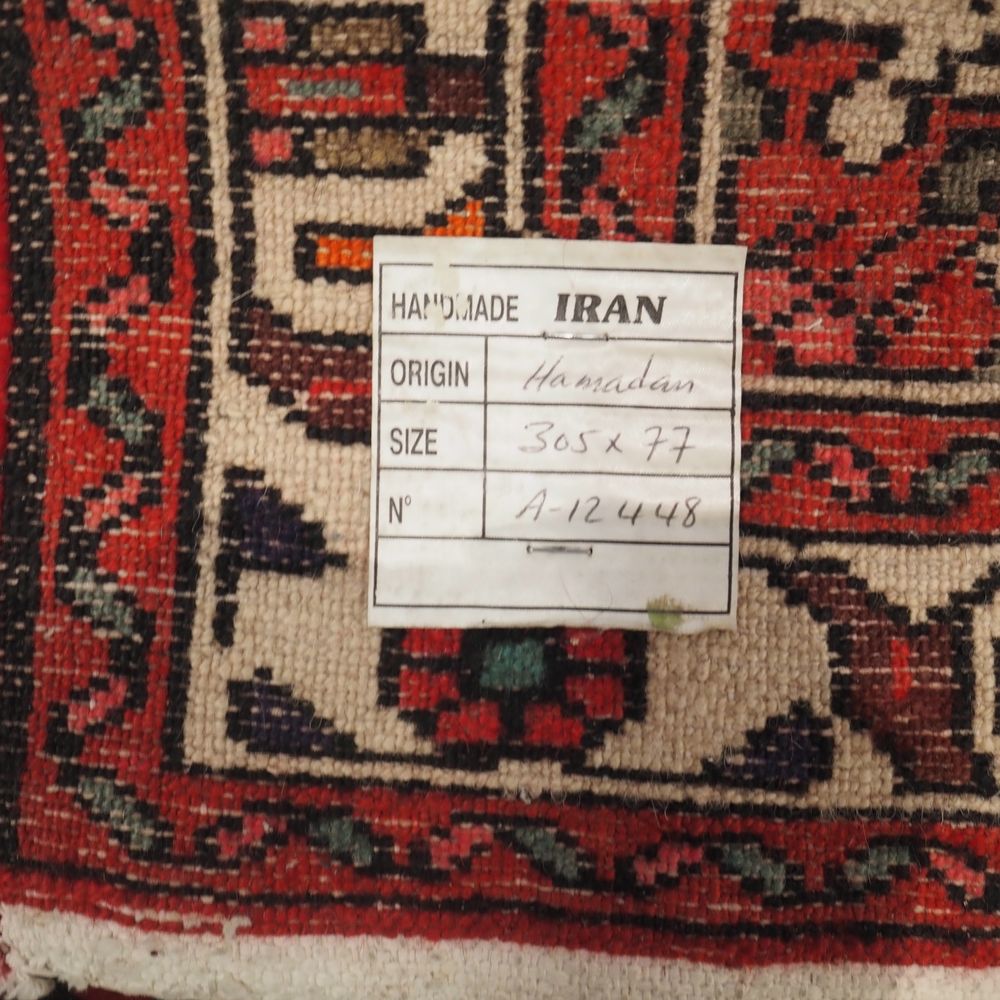 HANDMADE IRAN
ORIGIN Hamadan
SIZE 305 x 77
N° A-12448